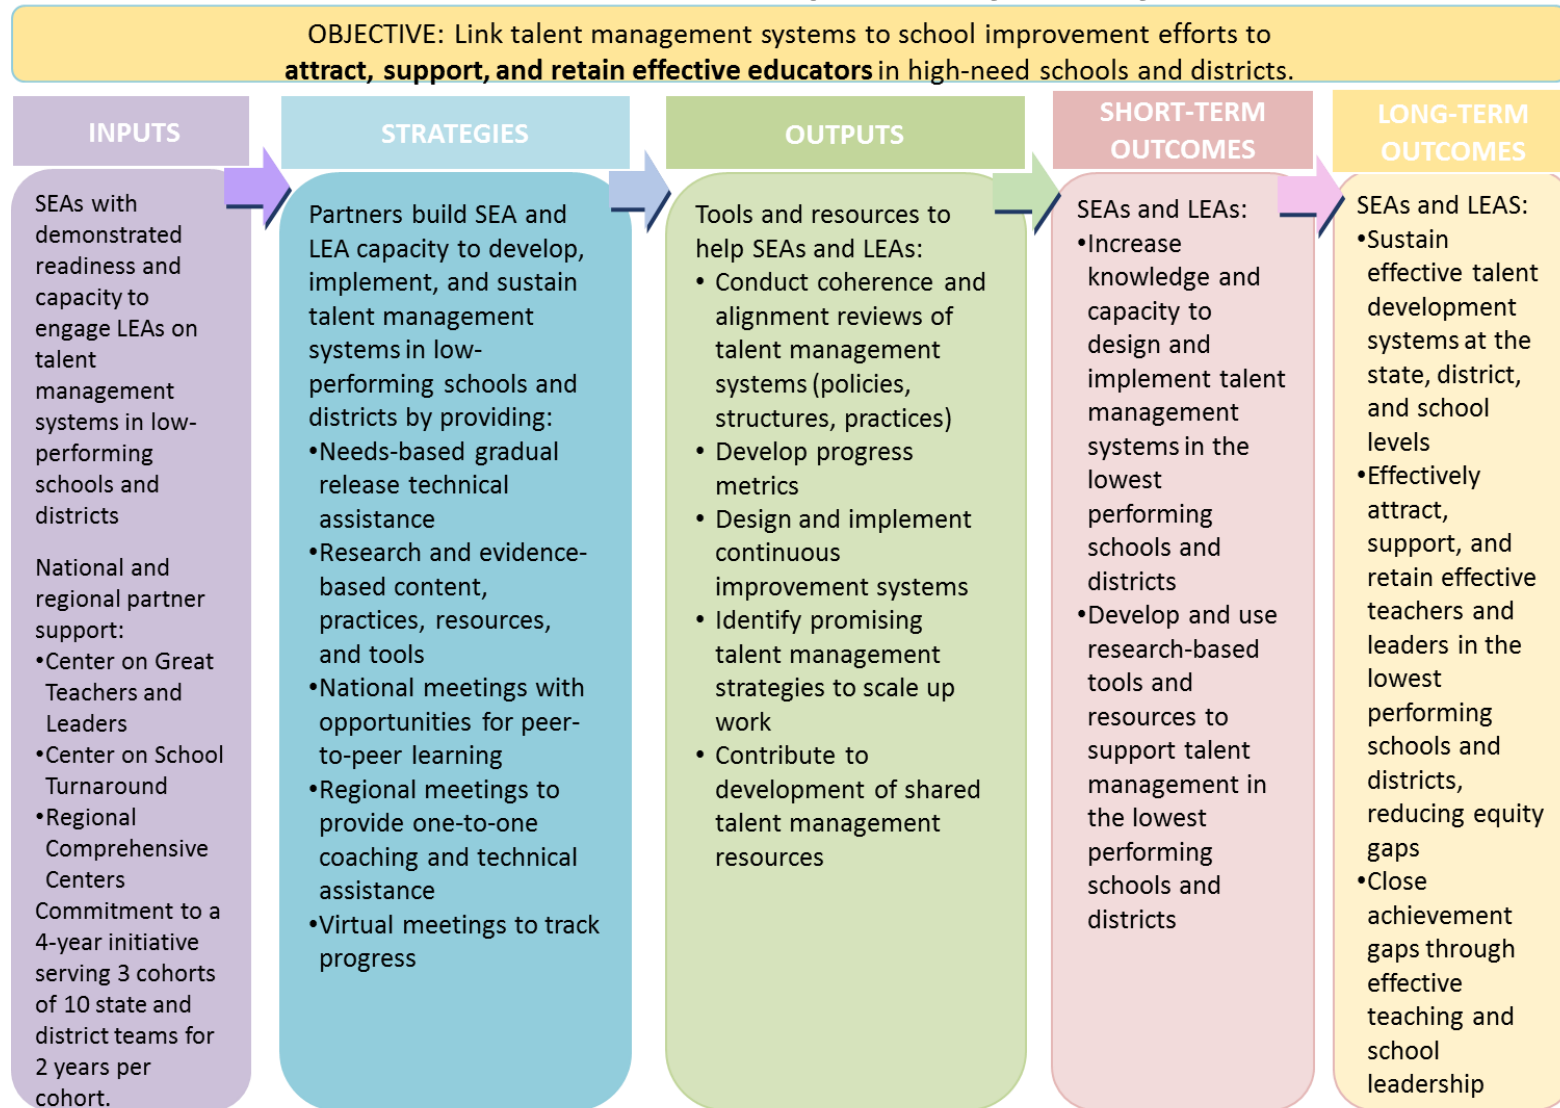 OBJECTIVE: Link talent management systems to school improvement efforts to
attract, support, and retain effective educators in high-need schools and districts.
INPUTS
SEAs with
demonstrated
readiness and
capacity to
engage LEAs on
talent
management
systems in low-
performing
schools and
districts
National and
regional partner
support:
•Center on Great
Teachers and
Leaders
•Center on School
Turnaround
•Regional
Comprehensive
Centers
Commitment to a
4-year initiative
serving 3 cohorts
of 10 state and
district teams for
2 years per
cohort.
STRATEGIES
Partners build SEA and
LEA capacity to develop,
implement, and sustain
talent management
systems in low-
performing schools and
districts by providing:
•Needs-based gradual
release technical
assistance
•Research and evidence-
based content,
practices, resources,
and tools
•National meetings with
opportunities for peer-
to-peer learning
•Regional meetings to
provide one-to-one
coaching and technical
assistance
•Virtual meetings to track
progress
OUTPUTS
Tools and resources to
help SEAs and LEAs:
• Conduct coherence and
alignment reviews of
talent management
systems (policies,
structures, practices)
• Develop progress
metrics
• Design and implement
continuous
improvement systems
• Identify promising
talent management
strategies to scale up
work
• Contribute to
development of shared
talent management
resources
SHORT-TERM
OUTCOMES
SEAs and LEAs:
•Increase
knowledge and
capacity to
design and
implement talent
management
systems in the
lowest
performing
schools and
districts
•Develop and use
research-based
tools and
resources to
support talent
management in
the lowest
performing
schools and
districts
LONG-TERM
OUTCOMES
SEAs and LEAS:
•Sustain
effective talent
development
systems at the
state, district,
and school
levels
•Effectively
attract,
support, and
retain effective
teachers and
leaders in the
lowest
performing
schools and
districts,
reducing equity
gaps
•Close
achievement
gaps through
effective
teaching and
school
leadership